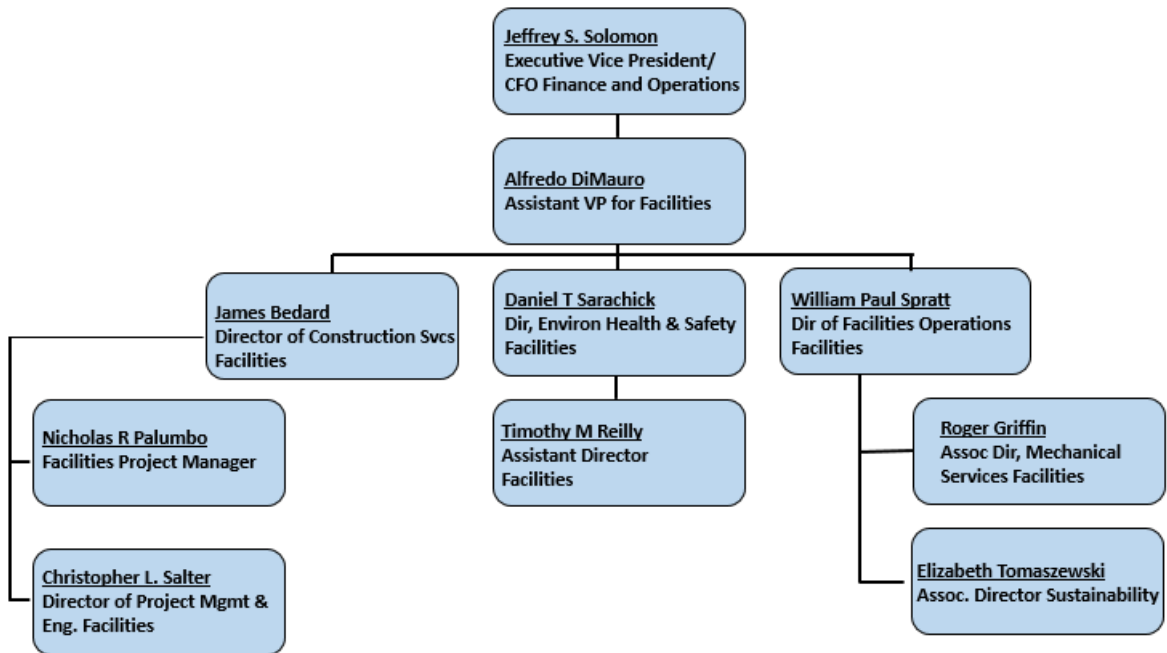 Jeffrey S. Solomon
Executive Vice President/
CFO Finance and Operations
Alfredo DiMauro
Assistant VP for Facilities
James Bedard
Director of Construction Svcs
Facilities
Daniel T Sarachick
Dir, Environ Health & Safety
Facilities
William Paul Spratt
Dir of Facilities Operations
Facilities
Nicholas R Palumbo
Facilities Project Manager
Timothy M Reilly
Assistant Director
Facilities
Roger Griffin
Assoc Dir, Mechanical
Services Facilities
Christopher L. Salter
Director of Project Mgmt &
Eng. Facilities
Elizabeth Tomaszewski
Assoc. Director Sustainability